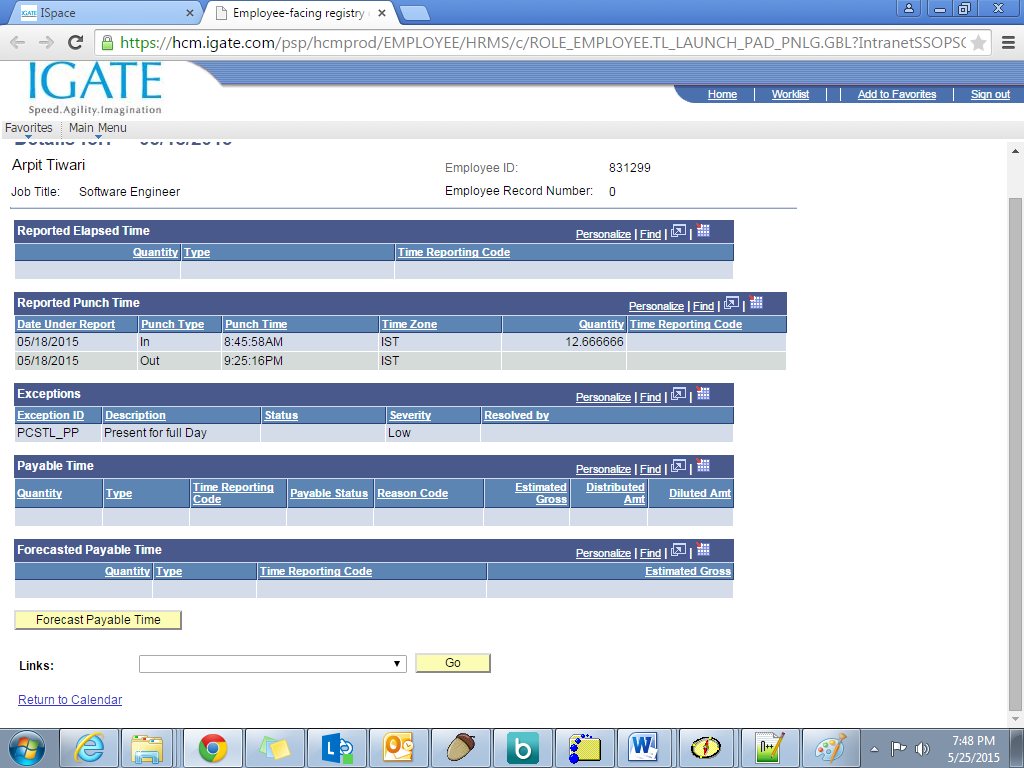 IGATE ISpace
Employee-facing registry
https://hcm.igate.com/psp/hcmprod/EMPLOYEE/HRMS/c/ROLE_EMPLOYEE.TL_LAUNCH_PAD_PNLG.GBL?IntranetSSOPSC
IGATE
Speed.Agility.Imagination
Home Worklist Add to Favorites Sign out
Favorites Main Menu
Details for: 05/18/2015
Arpit Tiwari
Employee ID: 831299
Job Title: Software Engineer
Employee Record Number: 0
Reported Elapsed Time
Personalize | Find | |
Quantity Type Time Reporting Code
Reported Punch Time
Personalize | Find | |
Date Under Report Punch Type Punch Time Time Zone Quantity Time Reporting Code
05/18/2015 In 8:45:58AM IST 12.666666
05/18/2015 Out 9:25:16PM IST
Exceptions
Personalize | Find | |
Exception ID Description Status Severity Resolved by
PCSTL_PP Present for full Day Low
Payable Time
Personalize | Find | |
Quantity Type Time Reporting Code Payable Status Reason Code Estimated Gross Distributed Amt Diluted Amt
Forecasted Payable Time
Personalize | Find | |
Quantity Type Time Reporting Code Estimated Gross
Forecast Payable Time
Links: Go
Return to Calendar
7:48 PM
5/25/2015